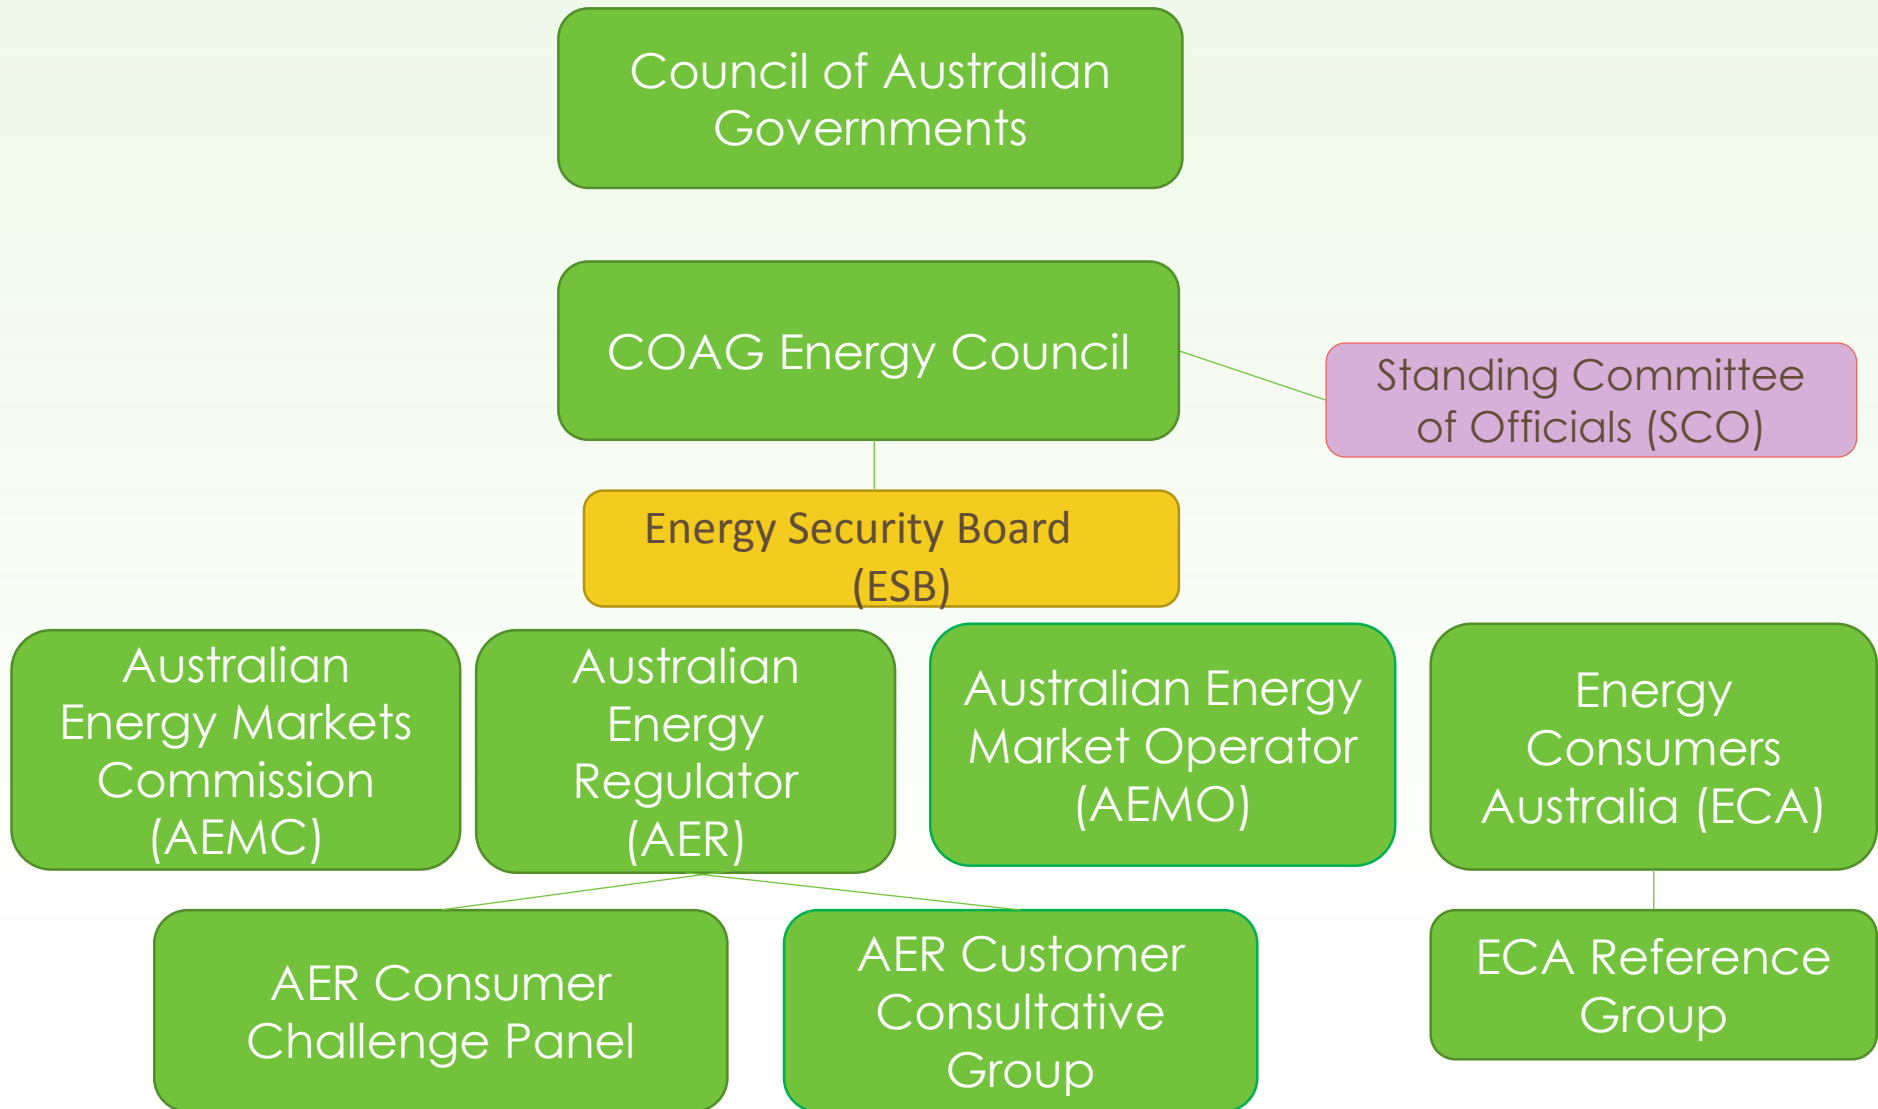 Council of Australian
Governments
COAG Energy Council
Standing Committee
of Officials (SCO)
Energy Security Board
(ESB)
Australian
Energy Markets
Commission
(AEMC)
Australian
Energy
Regulator
(AER)
Australian Energy
Market Operator
(AEMO)
Energy
Consumers
Australia (ECA)
AER Consumer
Challenge Panel
AER Customer
Consultative
Group
ECA Reference
Group